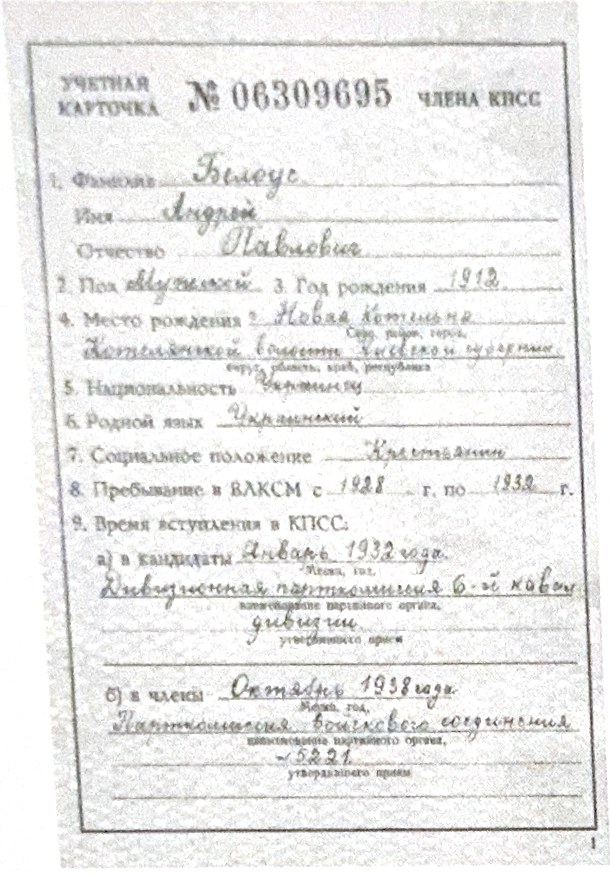 УЧЕТНАЯ КАРТОЧКА № 06309695 ЧЛЕНА КПСС
1. Фамилия Белоус
Имя Андрей
Отчество Павлович
2. Пол Мужской 3. Год рождения 1912
4. Место рождения Новая Котельня
Село, район, город,
волости Киевской губернии
округ, область, край, республика
5. Национальность Украинец
6. Родной язык Украинский
7. Социальное положение Крестьянин
8. Пребывание в ВЛКСМ с 1928 г. по 1932 г.
9. Время вступления в КПСС:
а) в кандидаты Январь 1932 года
Месяц, год,
Дивизионная парткомиссия 6-й кавал
наименование партийного органа,
дивизии
утвердившего прием
б) в члены Октябрь 1938 года
Месяц, год,
Парткомиссия войскового соединения
наименование партийного органа,
5221
утвердившего прием
1